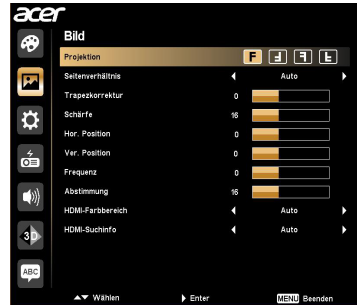 acer
Bild
Projektion F F F F
Seitenverhältnis Auto
Trapezkorrektur 0
Schärfe 16
Hor. Position 0
Ver. Position 0
Frequenz 0
Abstimmung 16
HDMI-Farbbereich Auto
HDMI-Suchinfo Auto
3D
ABC
Wählen Enter MENU Beenden